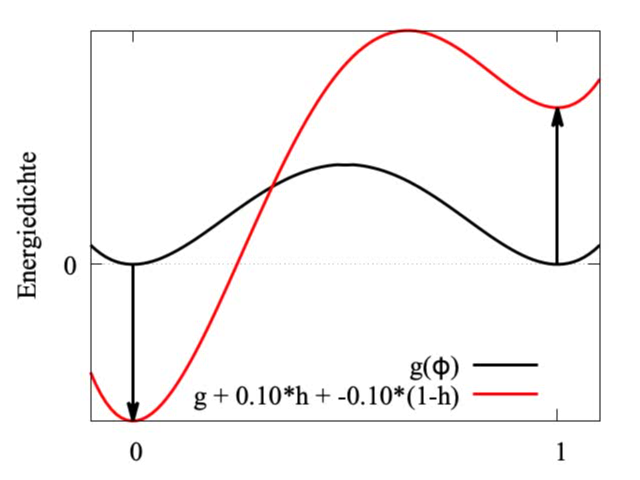 Energiedichte
0
g(ϕ)
g + 0.10*h + -0.10*(1-h)
0
1